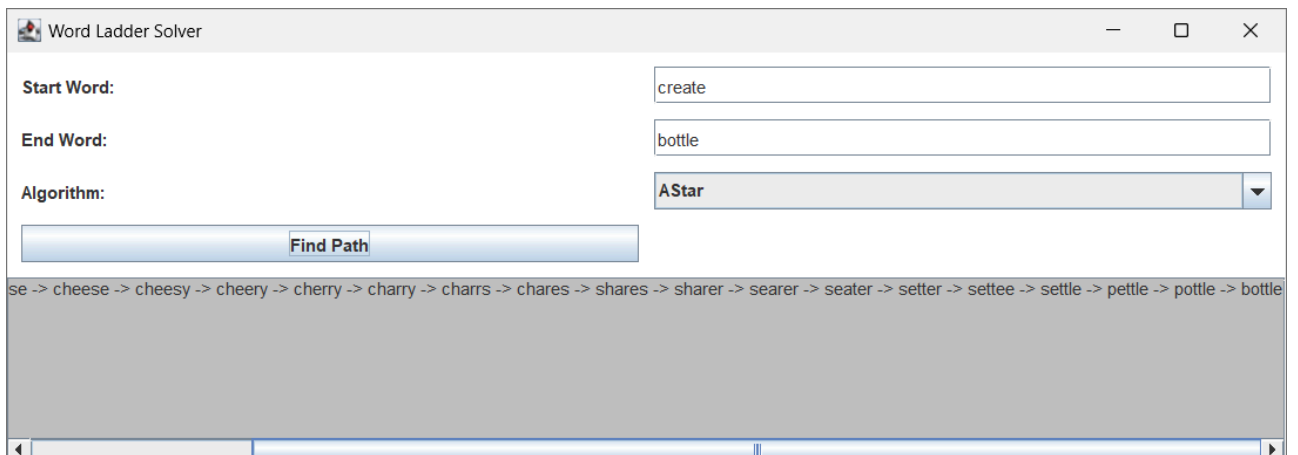 Word Ladder Solver
Start Word:
create
End Word:
bottle
Algorithm:
AStar
Find Path
se -> cheese -> cheesy -> cheery -> cherry -> charry -> charrs -> chares -> shares -> sharer -> searer -> seater -> setter -> settee -> settle -> pettle -> pottle -> bottle